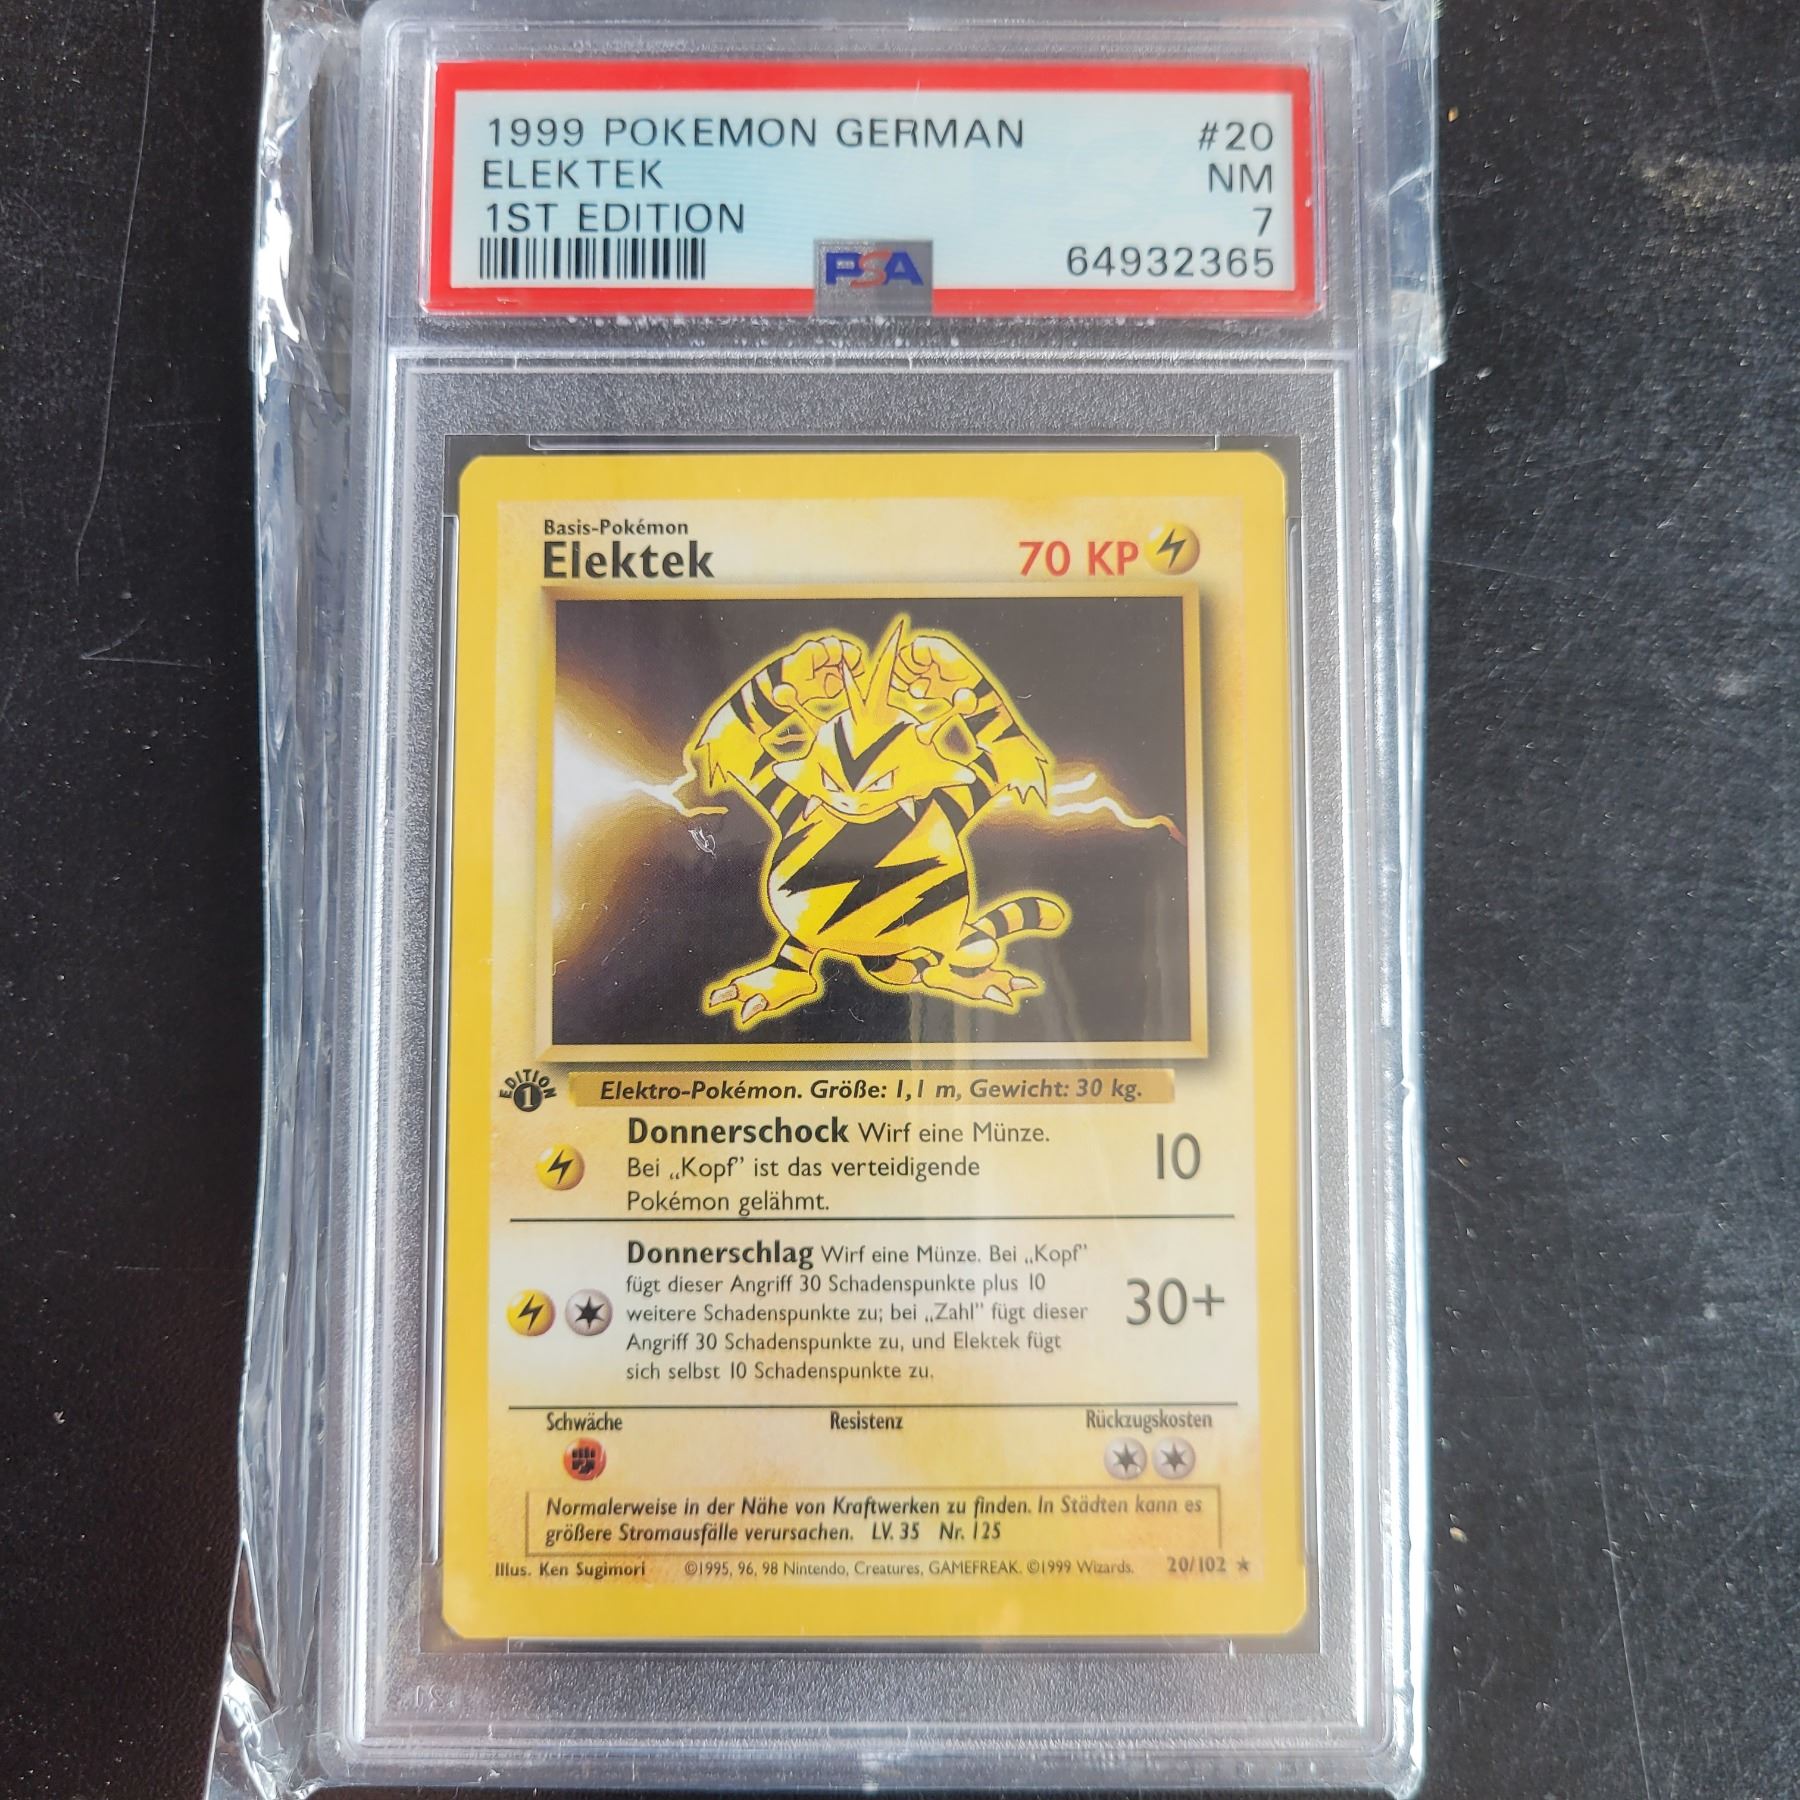 1999 POKEMON GERMAN #20
ELEKTEK NM
1ST EDITION 7
PSA 64932365
Basis-Pokémon
Elektek 70 KP
EDITION 1
Elektro-Pokémon. Größe: 1,1 m, Gewicht: 30 kg.
Donnerschock Wirf eine Münze.
Bei „Kopf” ist das verteidigende 10
Pokémon gelähmt.
Donnerschlag Wirf eine Münze. Bei „Kopf”
fügt dieser Angriff 30 Schadenspunkte plus 10
weitere Schadenspunkte zu; bei „Zahl” fügt dieser 30+
Angriff 30 Schadenspunkte zu, und Elektek fügt
sich selbst 10 Schadenspunkte zu.
Schwäche Resistenz Rückzugskosten
Normalerweise in der Nähe von Kraftwerken zu finden. In Städten kann es
größere Stromausfälle verursachen. LV. 35 Nr. 125
Illus. Ken Sugimori ©1995, 96, 98 Nintendo, Creatures, GAMEFREAK. ©1999 Wizards. 20/102 ★